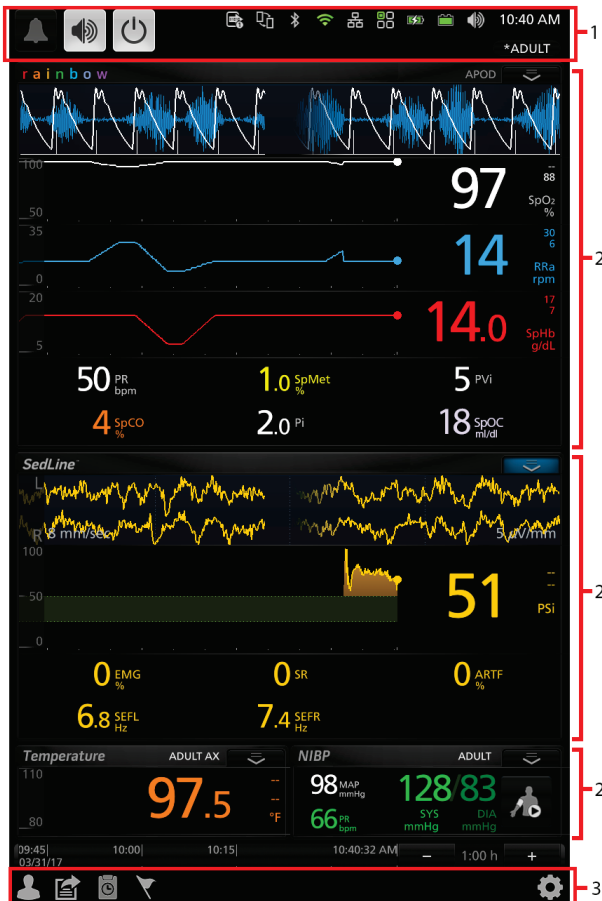 10:40 AM
1
*ADULT
rainbow
APOD
2
100
50
97
--
88
SpO₂
%
35
0
14
30
6
RRa
rpm
20
5
14.0
17
7
SpHb
g/dL
50 PR bpm
1.0 SpMet %
5 PVi
4 SpCO %
2.0 Pi
18 SpOC ml/dl
SedLine
2
L
R
8 mm/sec
5 µV/mm
100
50
0
51
--
--
PSi
0 EMG %
0 SR
0 ARTF %
6.8 SEFL Hz
7.4 SEFR Hz
Temperature
ADULT AX
110
80
97.5
--
--
°F
NIBP
ADULT
98 MAP mmHg
128/83
SYS mmHg
DIA mmHg
66 PR bpm
2
09:45
10:00
10:15
10:40:32 AM
–
1:00 h
+
03/31/17
3